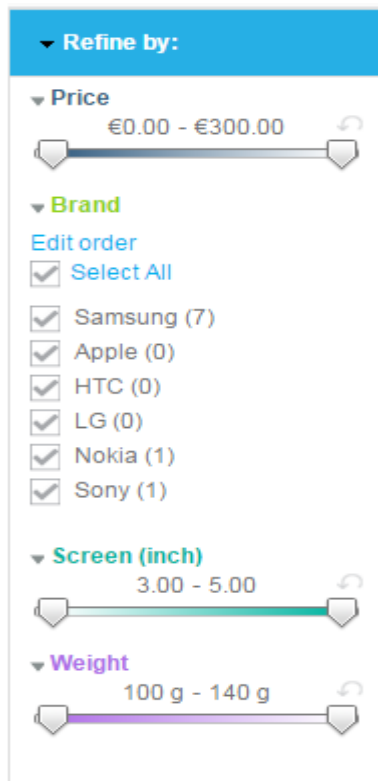 Refine by:
Price
€0.00 - €300.00
Brand
Edit order
Select All
Samsung (7)
Apple (0)
HTC (0)
LG (0)
Nokia (1)
Sony (1)
Screen (inch)
3.00 - 5.00
Weight
100 g - 140 g